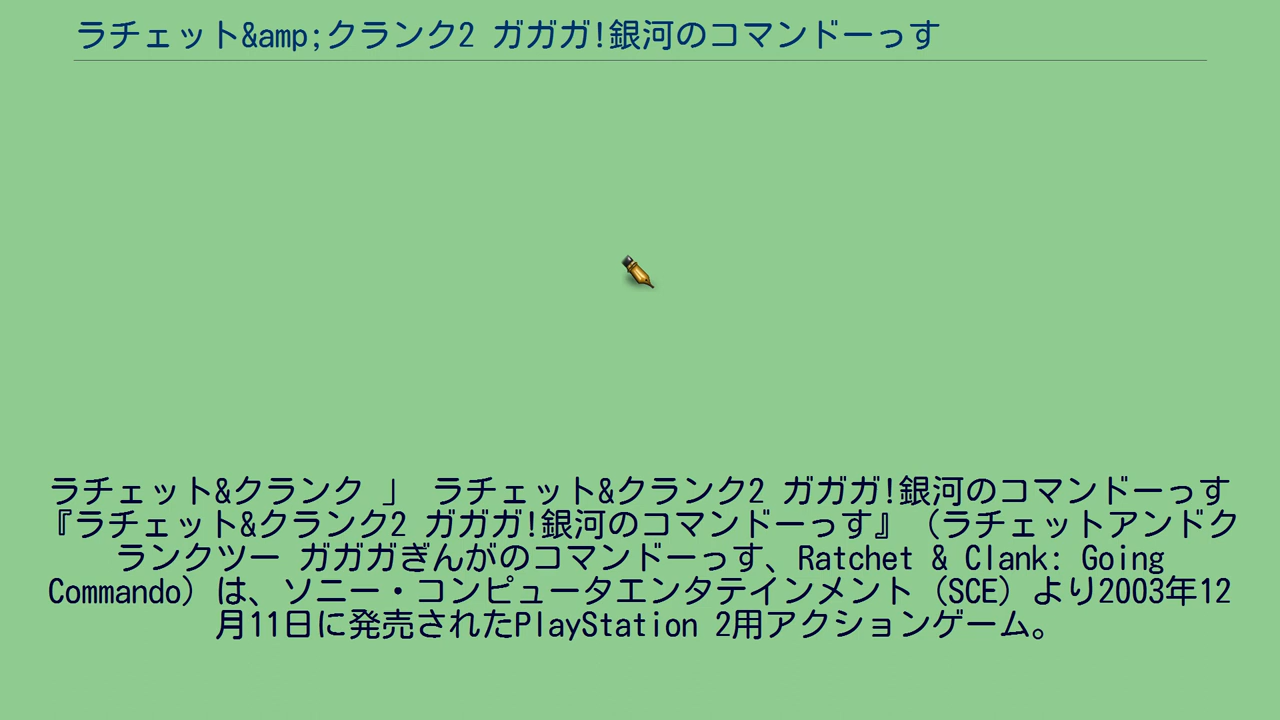 ラチェット&amp;クランク2 ガガガ!銀河のコマンドーっす
ラチェット&クランク 」 ラチェット&クランク2 ガガガ!銀河のコマンドーっす
『ラチェット&クランク2 ガガガ!銀河のコマンドーっす』（ラチェットアンドク
ランクツー ガガガぎんがのコマンドーっす、Ratchet & Clank: Going
Commando）は、ソニー・コンピュータエンタテインメント（SCE）より2003年12
月11日に発売されたPlayStation 2用アクションゲーム。